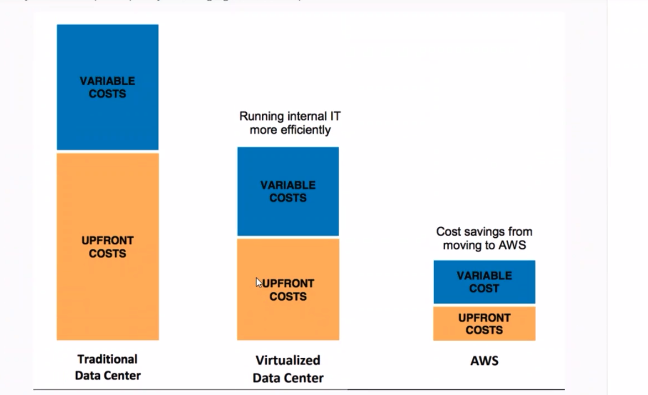 VARIABLE
COSTS
UPFRONT
COSTS
Traditional
Data Center
Running internal IT
more efficiently
VARIABLE
COSTS
UPFRONT
COSTS
Virtualized
Data Center
Cost savings from
moving to AWS
VARIABLE
COST
UPFRONT
COSTS
AWS